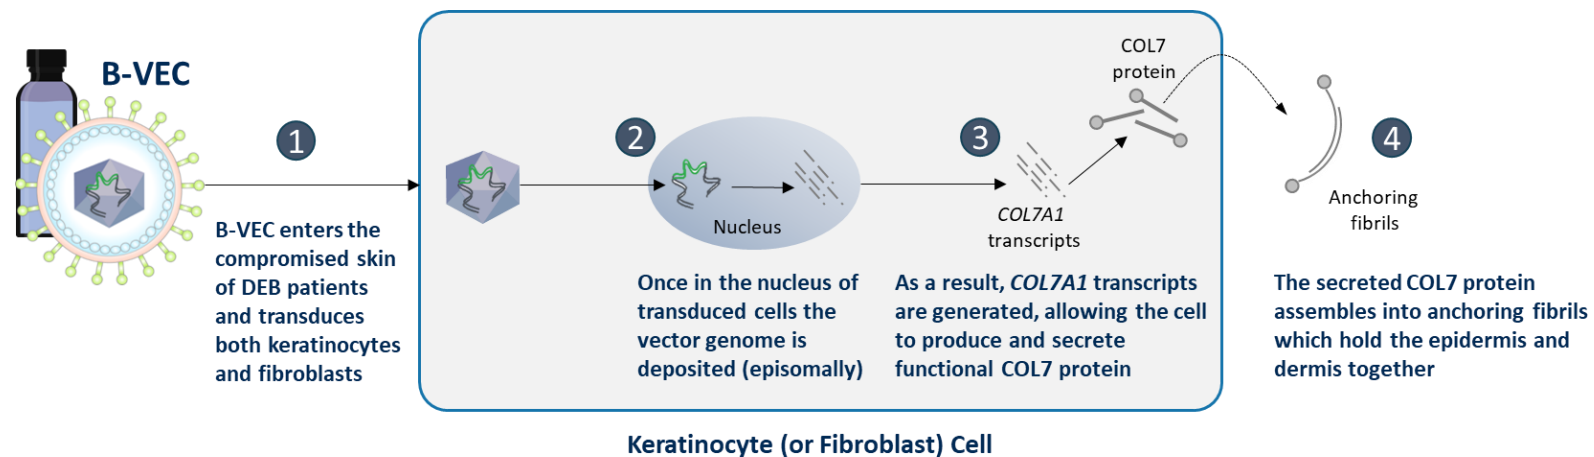 B-VEC
1
B-VEC enters the
compromised skin
of DEB patients
and transduces
both keratinocytes
and fibroblasts
2
Nucleus
Once in the nucleus of
transduced cells the
vector genome is
deposited (episomally)
3
COL7A1
transcripts
COL7
protein
As a result, COL7A1 transcripts
are generated, allowing the cell
to produce and secrete
functional COL7 protein
4
Anchoring
fibrils
The secreted COL7 protein
assembles into anchoring fibrils
which hold the epidermis and
dermis together
Keratinocyte (or Fibroblast) Cell